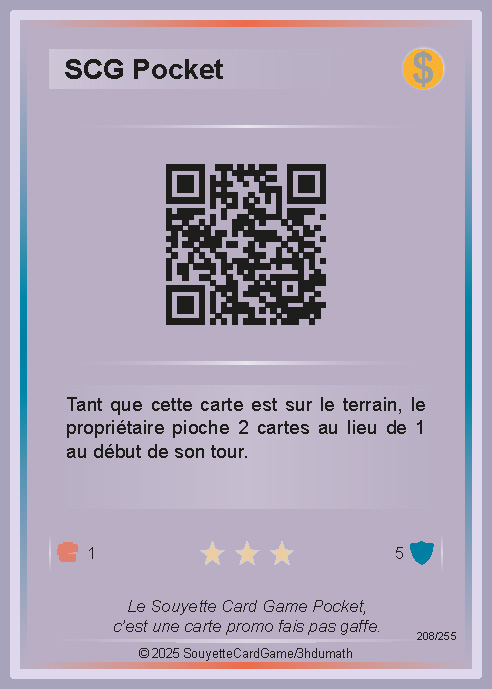 SCG Pocket
$
Tant que cette carte est sur le terrain, le
propriétaire pioche 2 cartes au lieu de 1
au début de son tour.
1
5
Le Souyette Card Game Pocket,
c'est une carte promo fais pas gaffe.
208/255
© 2025 SouyetteCardGame/3hdumath